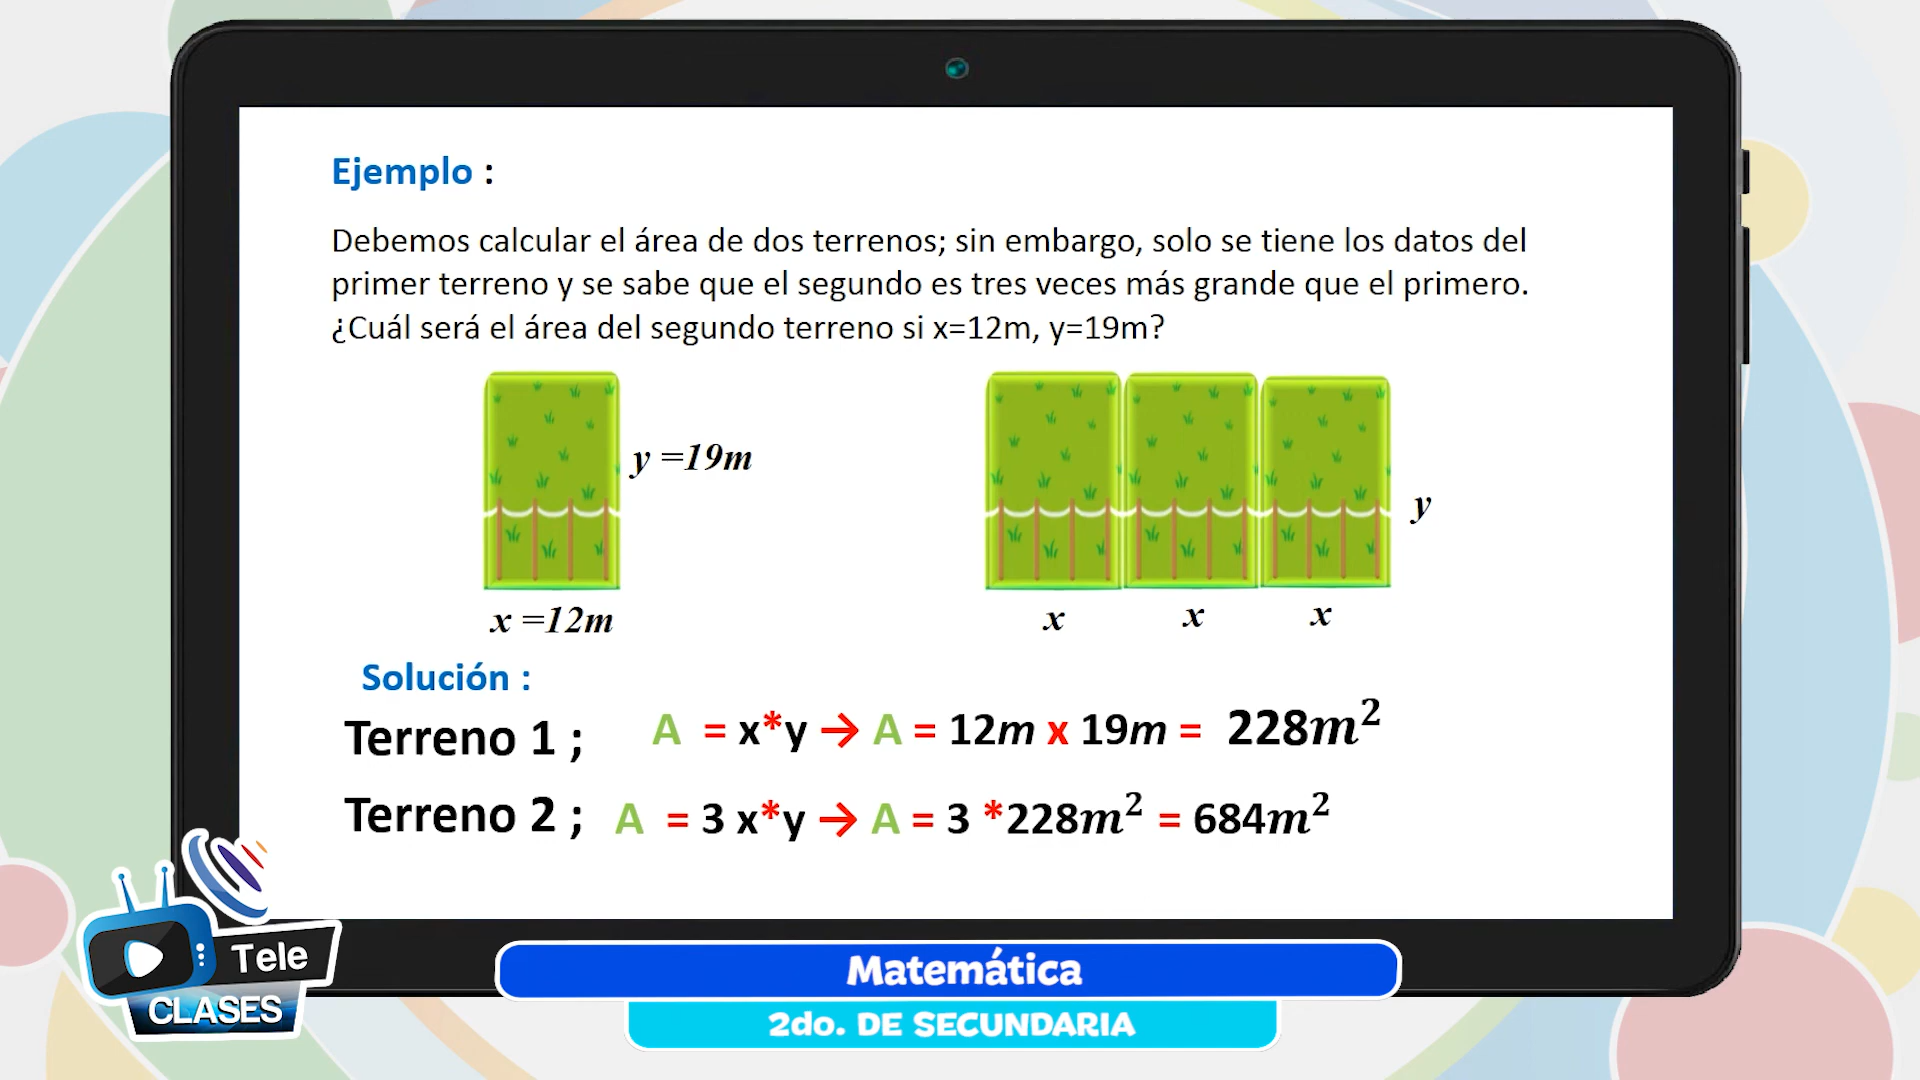 Ejemplo :
Debemos calcular el área de dos terrenos; sin embargo, solo se tiene los datos del
primer terreno y se sabe que el segundo es tres veces más grande que el primero.
¿Cuál será el área del segundo terreno si x=12m, y=19m?
y =19m
y
x =12m
x x x
Solución :
Terreno 1 ; A = x*y → A = 12m x 19m = 228m²
Terreno 2 ; A = 3 x*y → A = 3 *228m² = 684m²
Tele
CLASES
Matemática
2do. DE SECUNDARIA